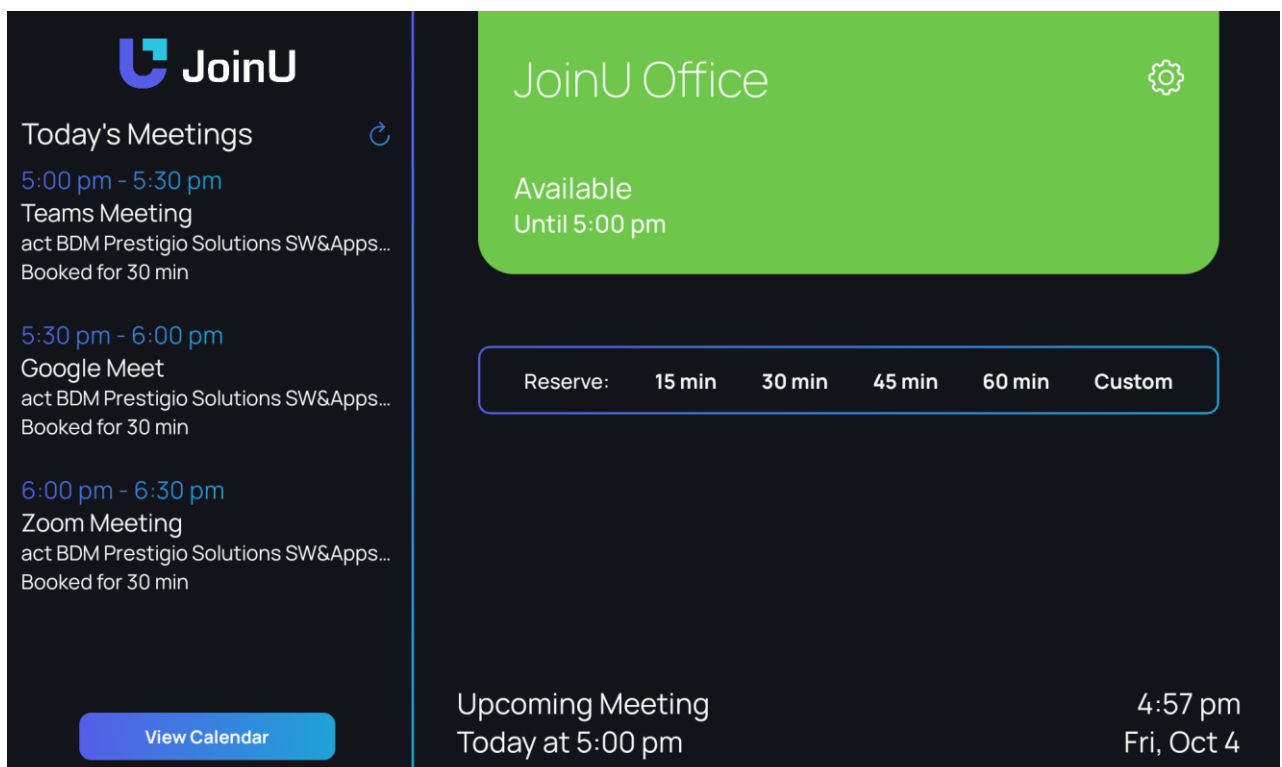 JoinU
Today's Meetings
5:00 pm - 5:30 pm
Teams Meeting
act BDM Prestigio Solutions SW&Apps...
Booked for 30 min
5:30 pm - 6:00 pm
Google Meet
act BDM Prestigio Solutions SW&Apps...
Booked for 30 min
6:00 pm - 6:30 pm
Zoom Meeting
act BDM Prestigio Solutions SW&Apps...
Booked for 30 min
View Calendar
JoinU Office
Available
Until 5:00 pm
Reserve: 15 min 30 min 45 min 60 min Custom
Upcoming Meeting
Today at 5:00 pm
4:57 pm
Fri, Oct 4